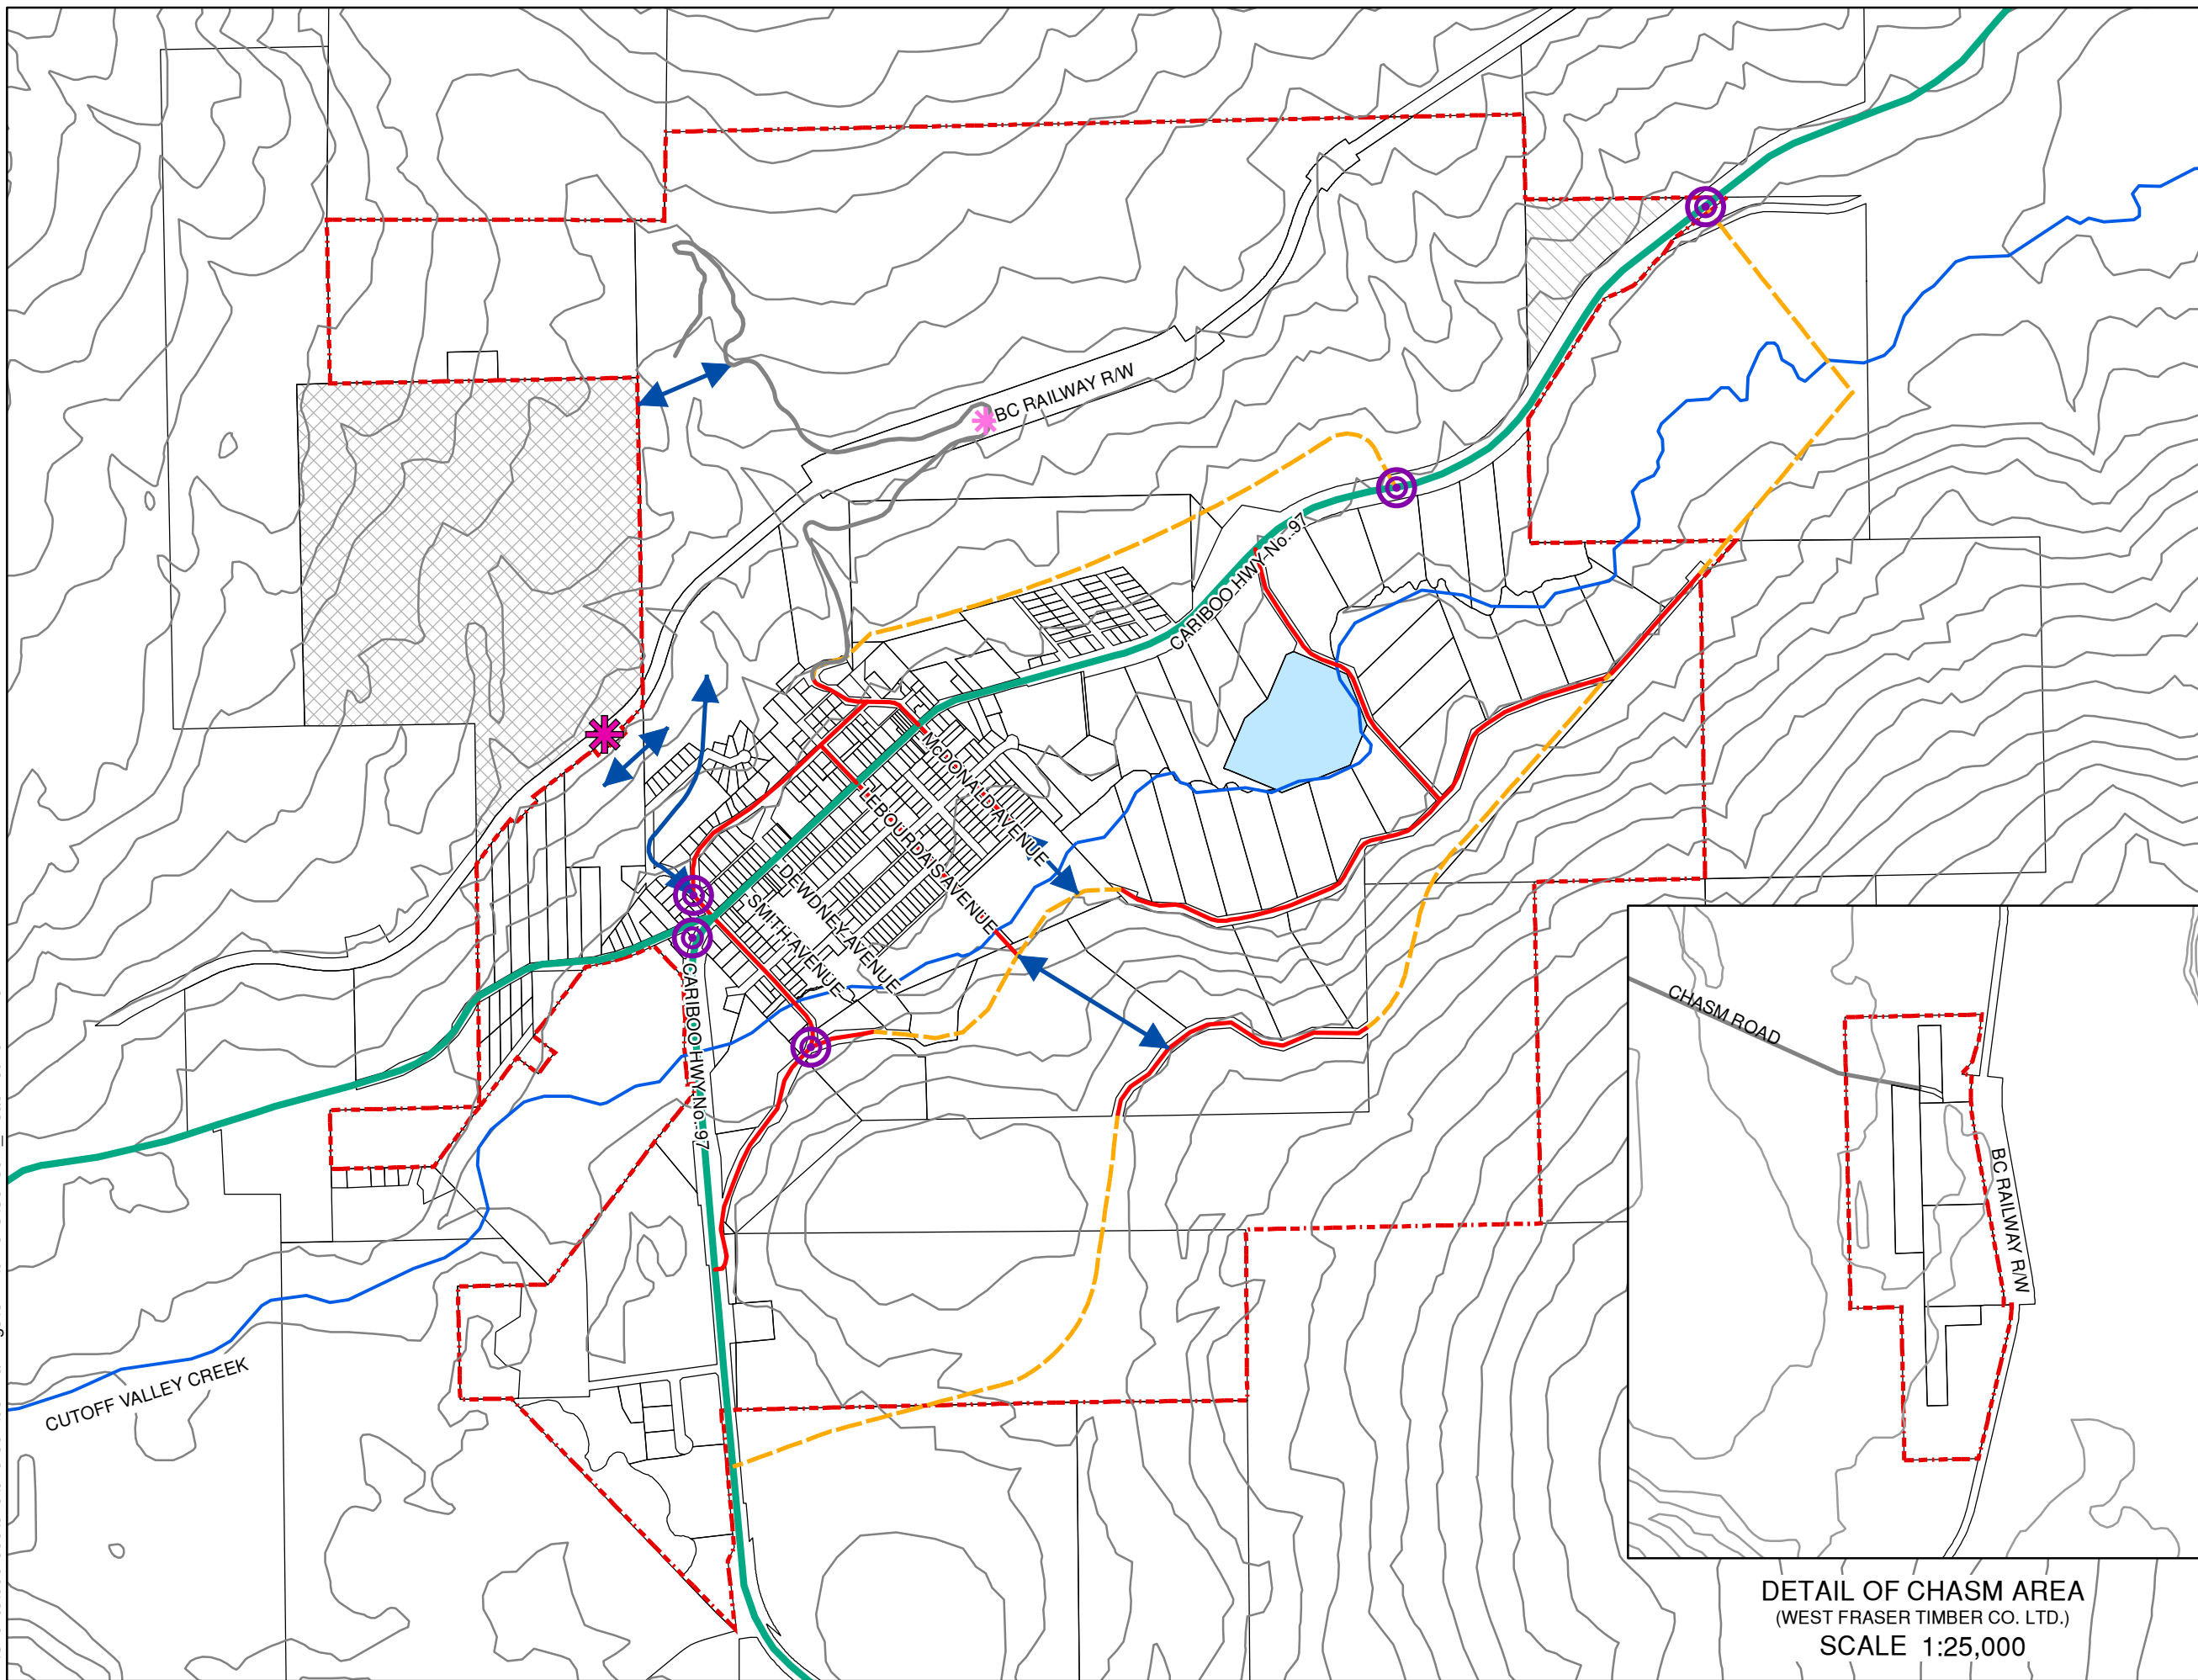 BC RAILWAY R/W
CARIBOO HWY No. 97
McDONALD AVENUE
LEBOURDAIS AVENUE
DEWDNEY AVENUE
SMITH AVENUE
CARIBOO HWY No. 97
CUTOFF VALLEY CREEK
CHASM ROAD
BC RAILWAY R/W
DETAIL OF CHASM AREA
(WEST FRASER TIMBER CO. LTD.)
SCALE 1:25,000